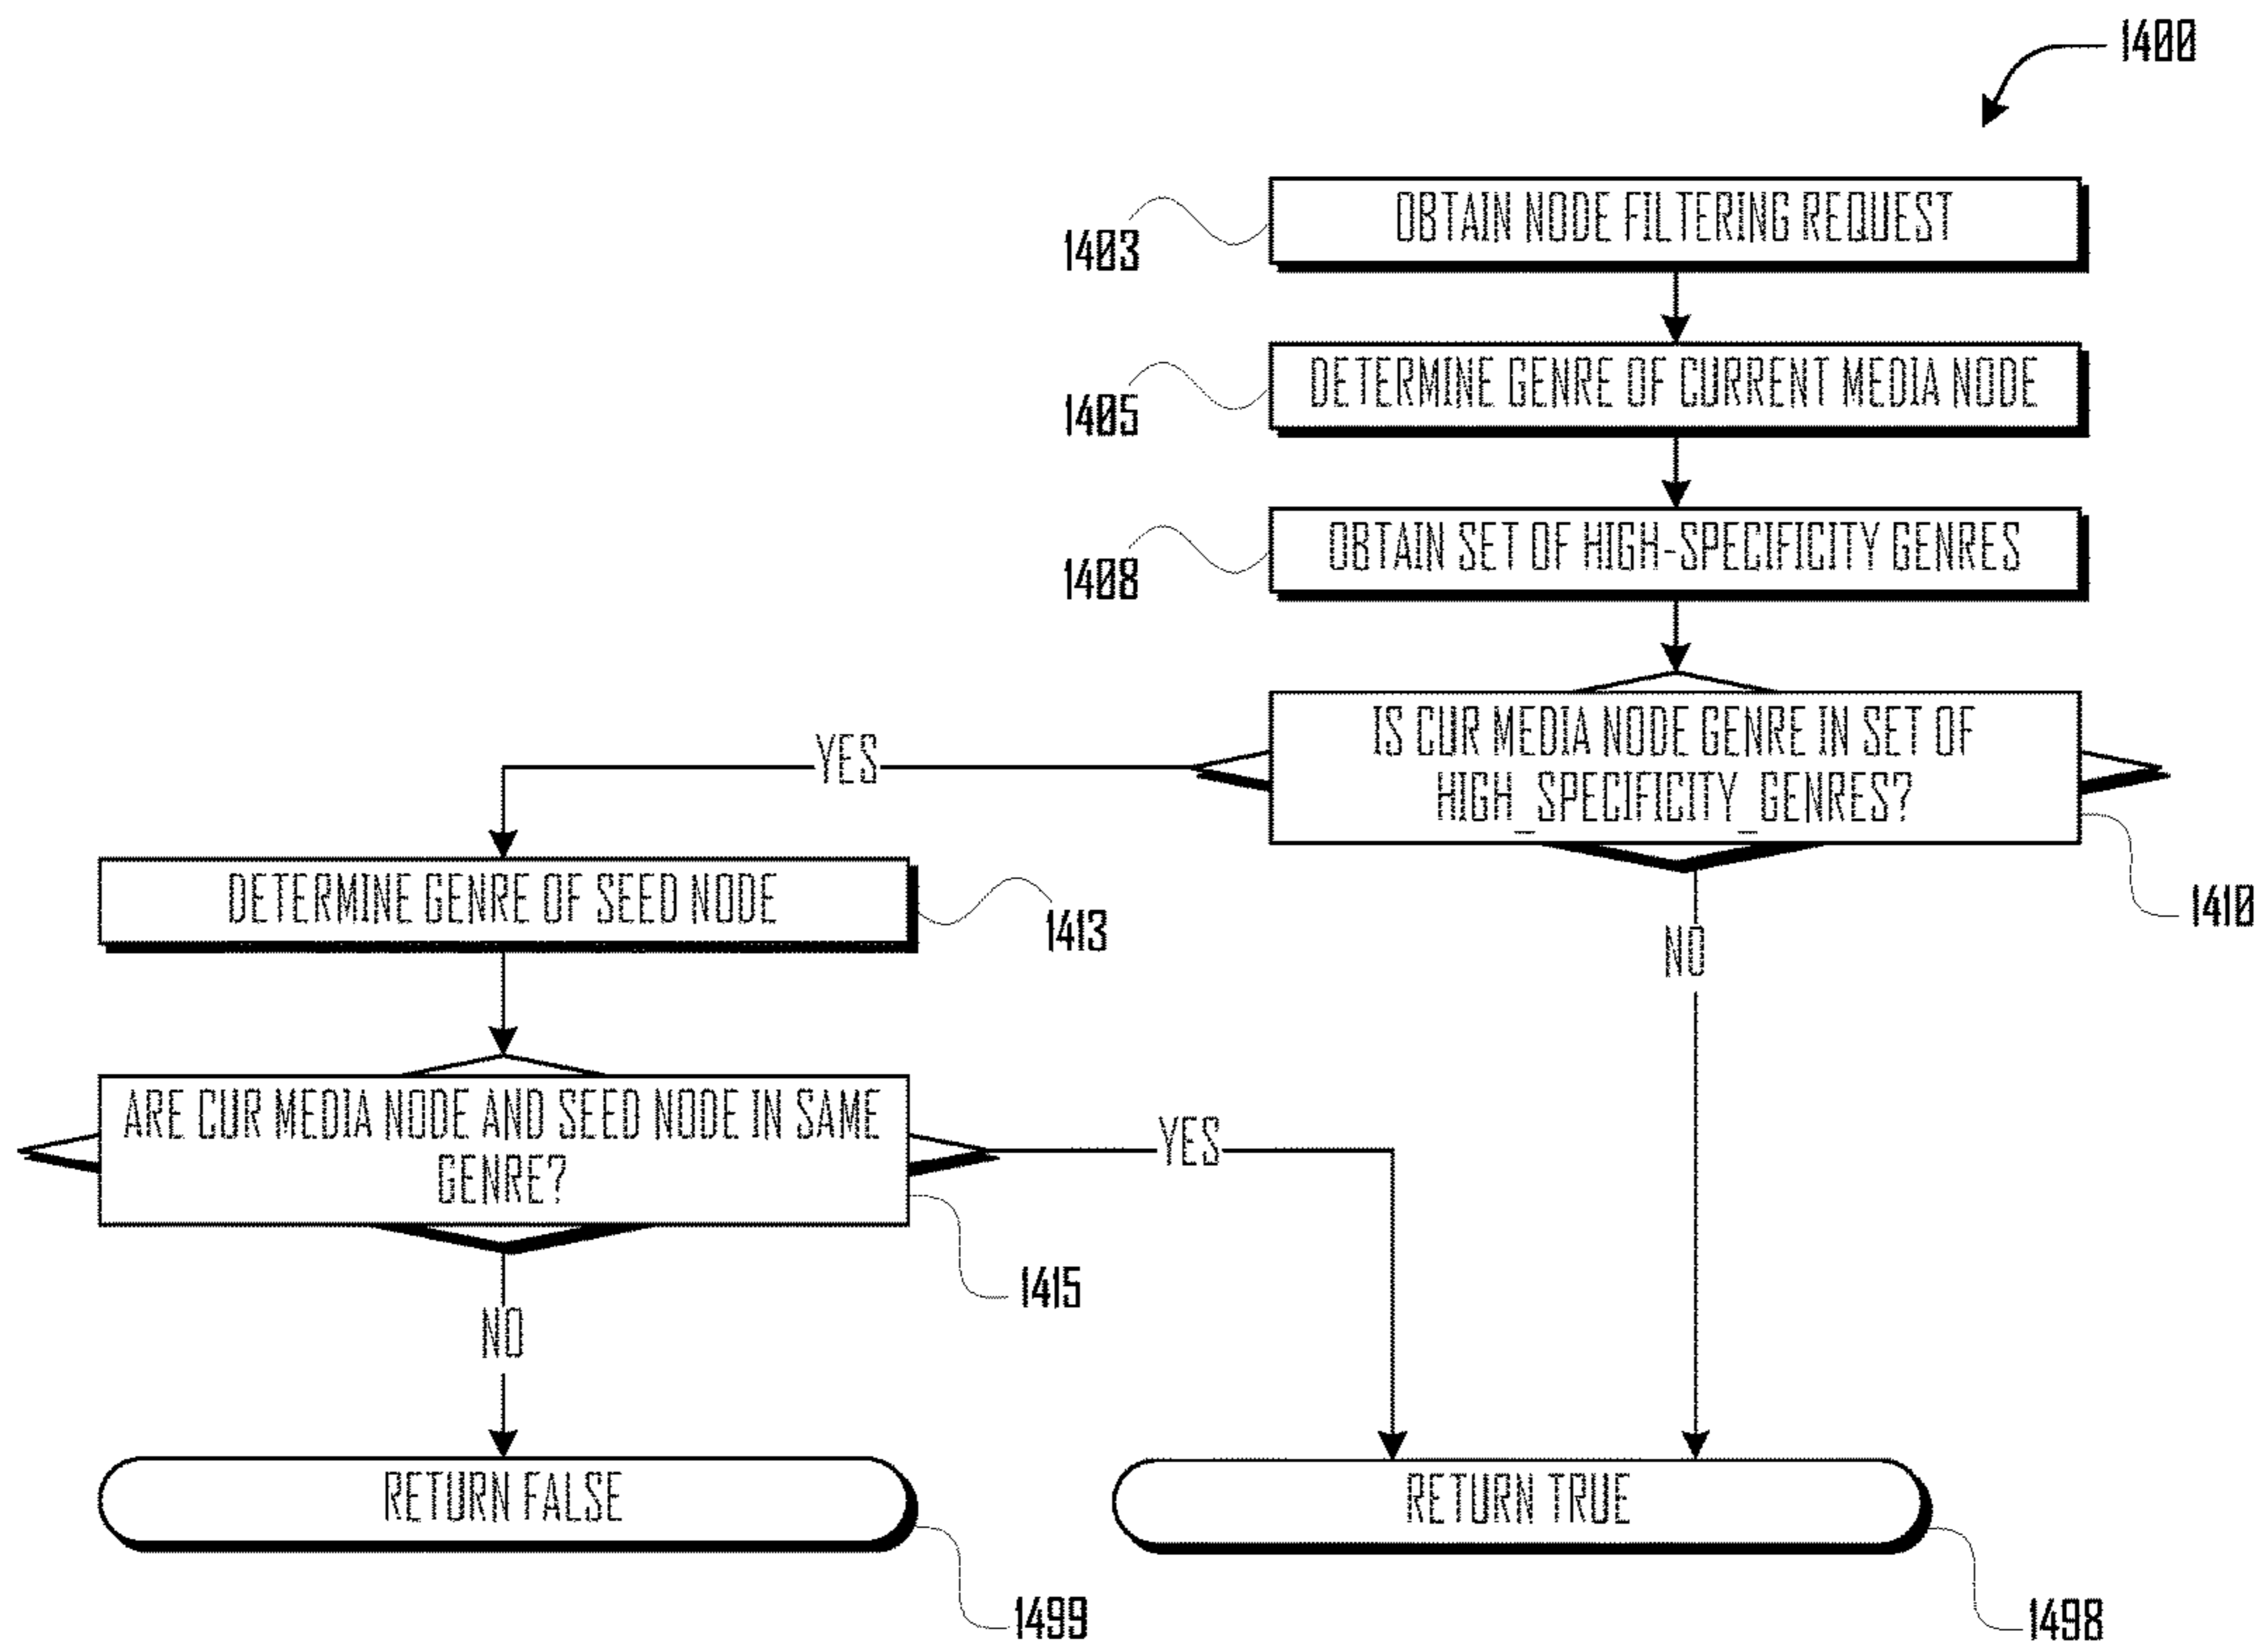 1400
OBTAIN NODE FILTERING REQUEST
1403
DETERMINE GENRE OF CURRENT MEDIA NODE
1405
OBTAIN SET OF HIGH-SPECIFICITY GENRES
1408
IS CUR MEDIA NODE GENRE IN SET OF
HIGH_SPECIFICITY_GENRES?
1410
YES
NO
DETERMINE GENRE OF SEED NODE
1413
ARE CUR MEDIA NODE AND SEED NODE IN SAME
GENRE?
1415
YES
NO
RETURN FALSE
1499
RETURN TRUE
1498